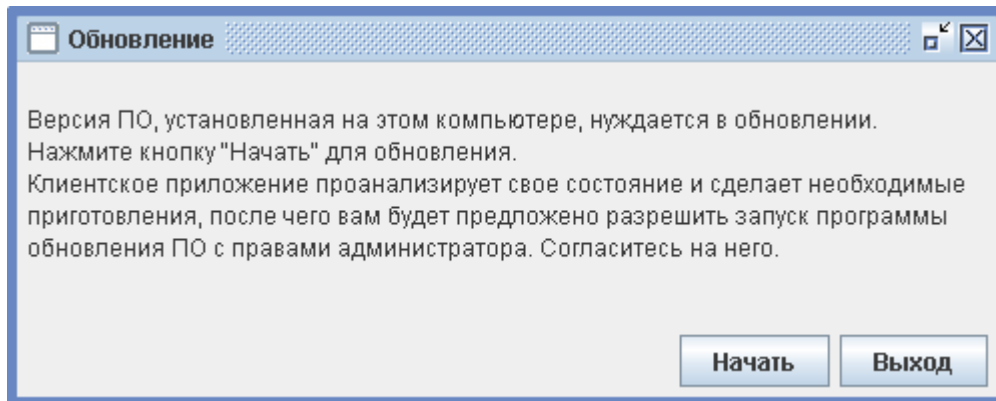 Обновление
Версия ПО, установленная на этом компьютере, нуждается в обновлении.
Нажмите кнопку "Начать" для обновления.
Клиентское приложение проанализирует свое состояние и сделает необходимые
приготовления, после чего вам будет предложено разрешить запуск программы
обновления ПО с правами администратора. Согласитесь на него.
Начать Выход